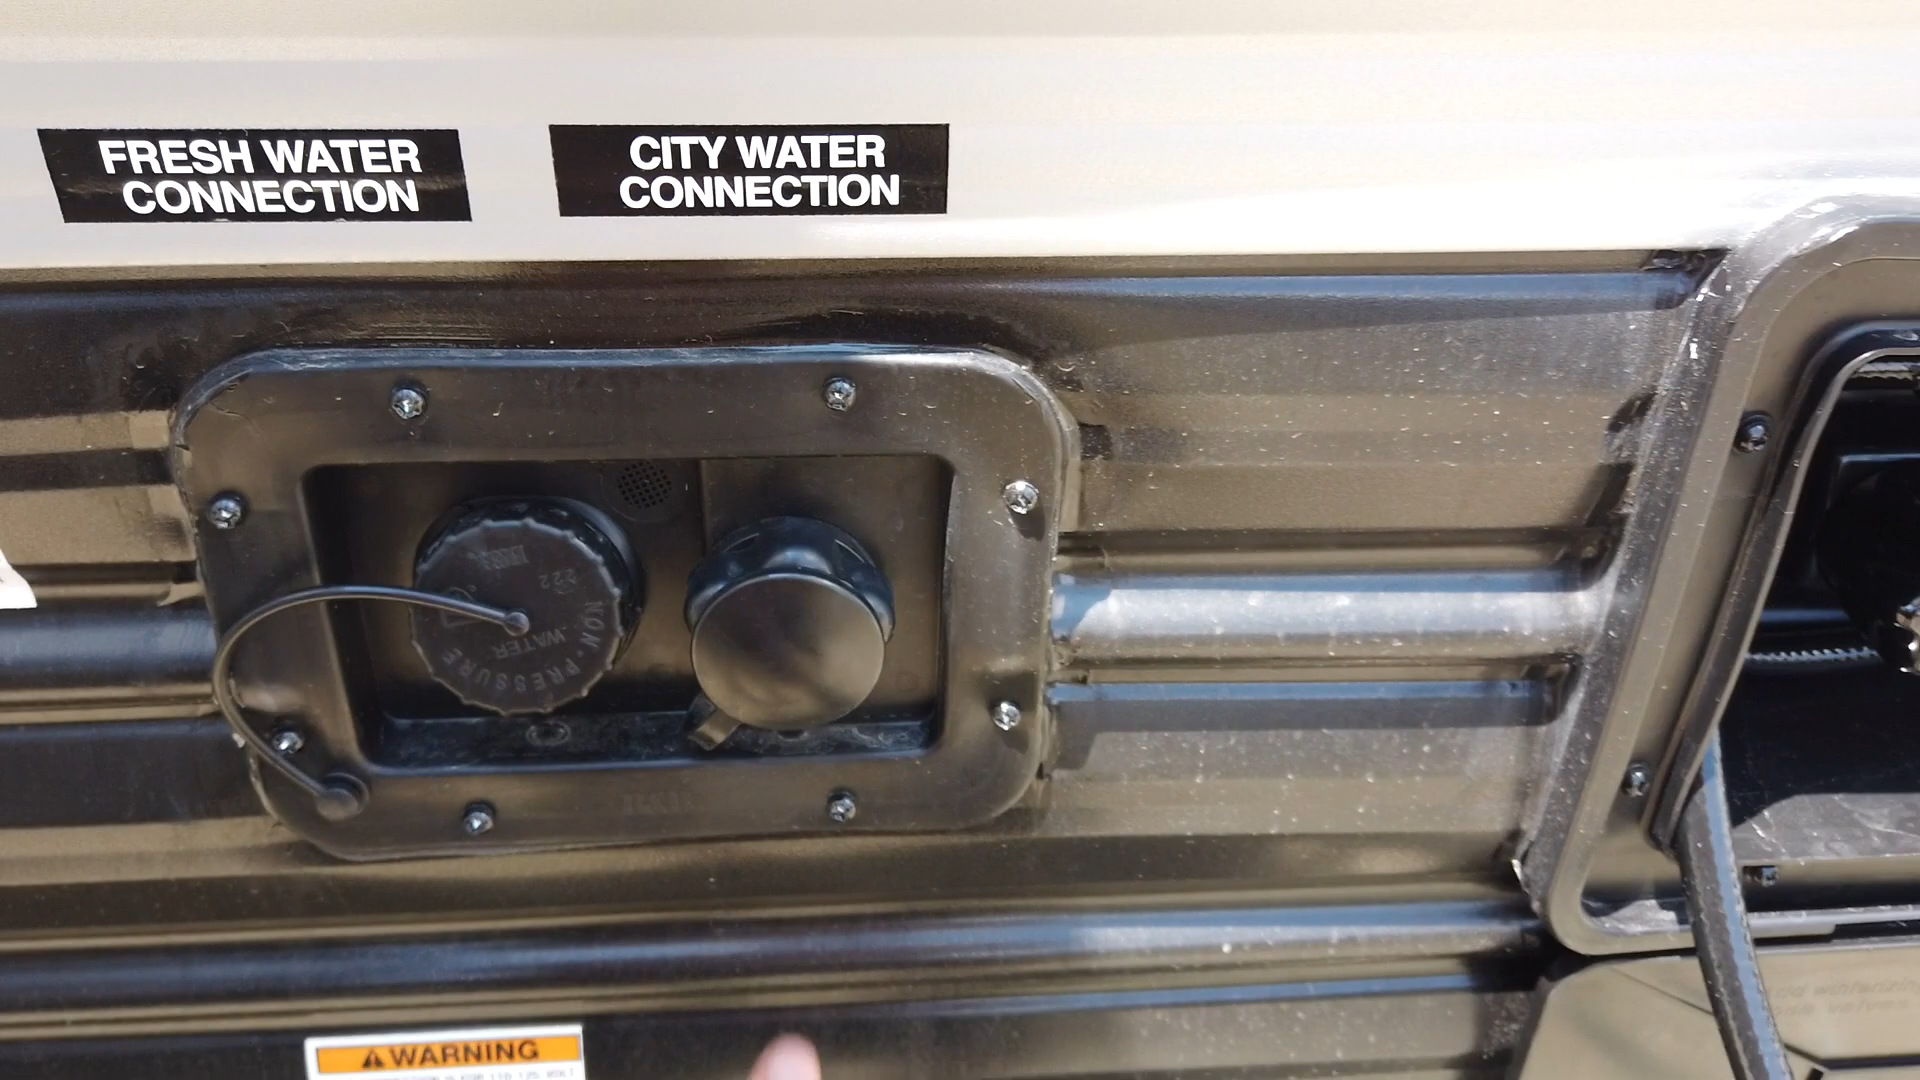 FRESH WATER
CONNECTION
CITY WATER
CONNECTION
NON-PRESSURE
WATER
WARNING